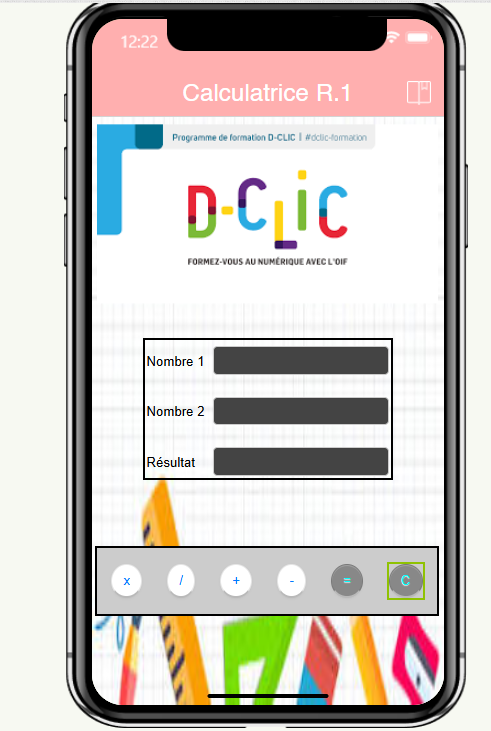 12:22
Calculatrice R.1
Programme de formation D-CLIC | #dclic-formation
D-CLiC
FORMEZ-VOUS AU NUMÉRIQUE AVEC L'OIF
Nombre 1
Nombre 2
Résultat
x / + - = C